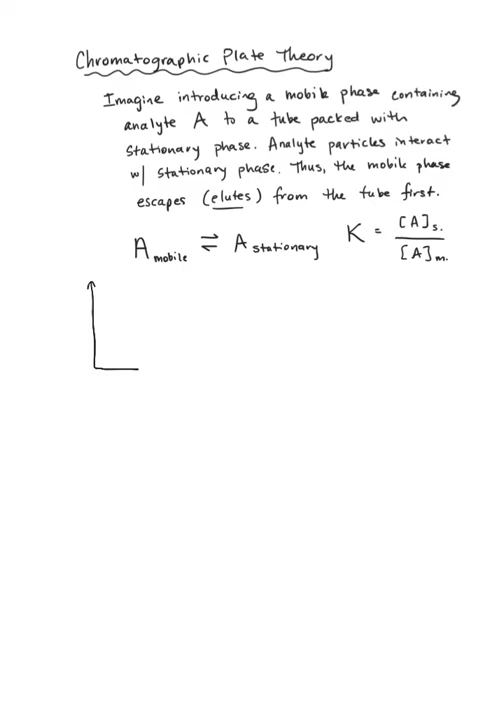 Chromatographic Plate Theory
Imagine introducing a mobile phase containing
analyte A to a tube packed with
stationary phase. Analyte particles interact
w/ stationary phase. Thus, the mobile phase
escapes (elutes) from the tube first.
A mobile ⇌ A stationary K = [A]s. / [A]m.